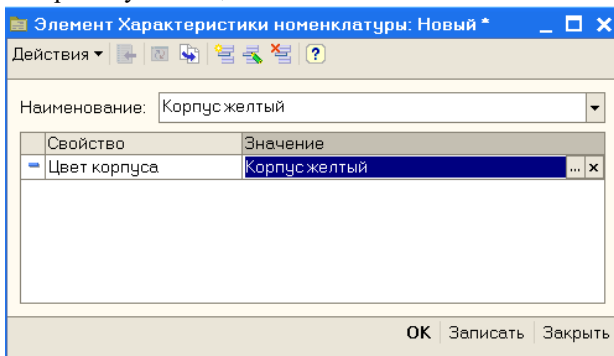 Элемент Характеристики номенклатуры: Новый *
Действия
Наименование: Корпус желтый
Свойство Значение
Цвет корпуса Корпус желтый ... x
OK Записать Закрыть